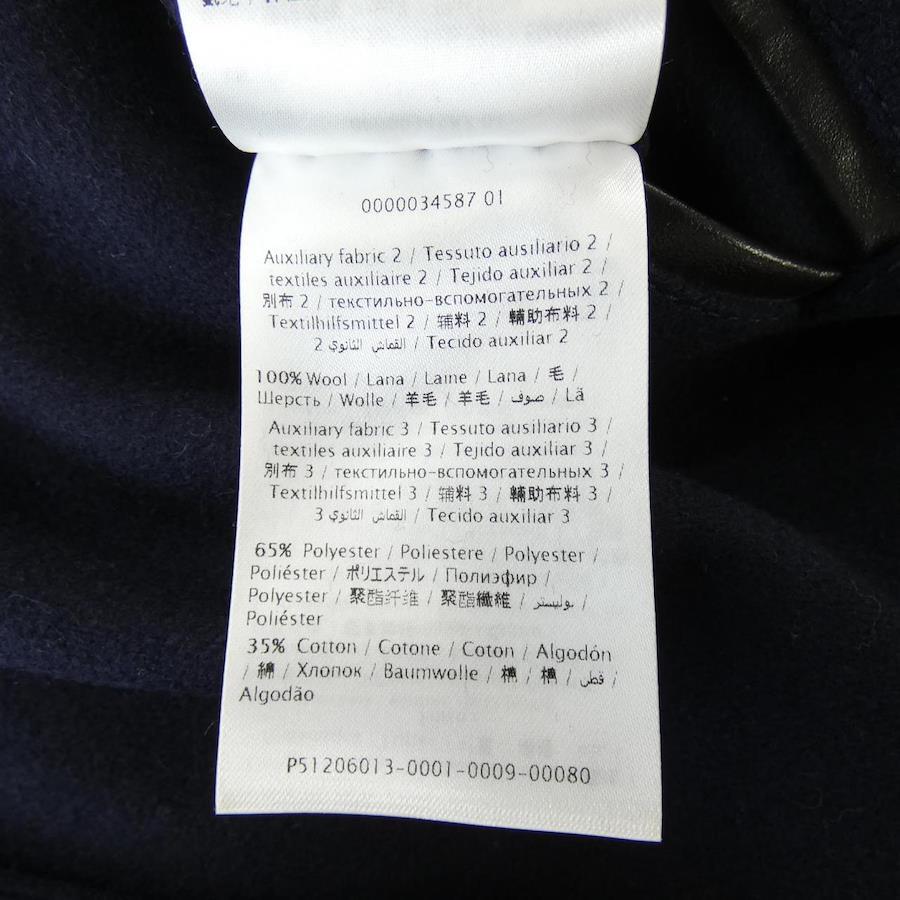 0000034587 01
Auxiliary fabric 2 / Tessuto ausiliario 2 /
textiles auxiliaire 2 / Tejido auxiliar 2 /
別布 2 / текстильно-вспомогательных 2 /
Textilhilfsmittel 2 / 辅料 2 / 輔助布料 2 /
القماش الثانوي 2 / Tecido auxiliar 2
100% Wool / Lana / Laine / Lana / 毛 /
Шерсть / Wolle / 羊毛 / 羊毛 / صوف / Lã
Auxiliary fabric 3 / Tessuto ausiliario 3 /
textiles auxiliaire 3 / Tejido auxiliar 3 /
別布 3 / текстильно-вспомогательных 3 /
Textilhilfsmittel 3 / 辅料 3 / 輔助布料 3 /
القماش الثانوي 3 / Tecido auxiliar 3
65% Polyester / Poliestere / Polyester /
Poliéster / ポリエステル / Полиэфир /
Polyester / 聚酯纤维 / 聚酯纖維 / بوليستر /
Poliéster
35% Cotton / Cotone / Coton / Algodón
/ 綿 / Хлопок / Baumwolle / 棉 / 棉 / قطن /
Algodão
P51206013-0001-0009-00080